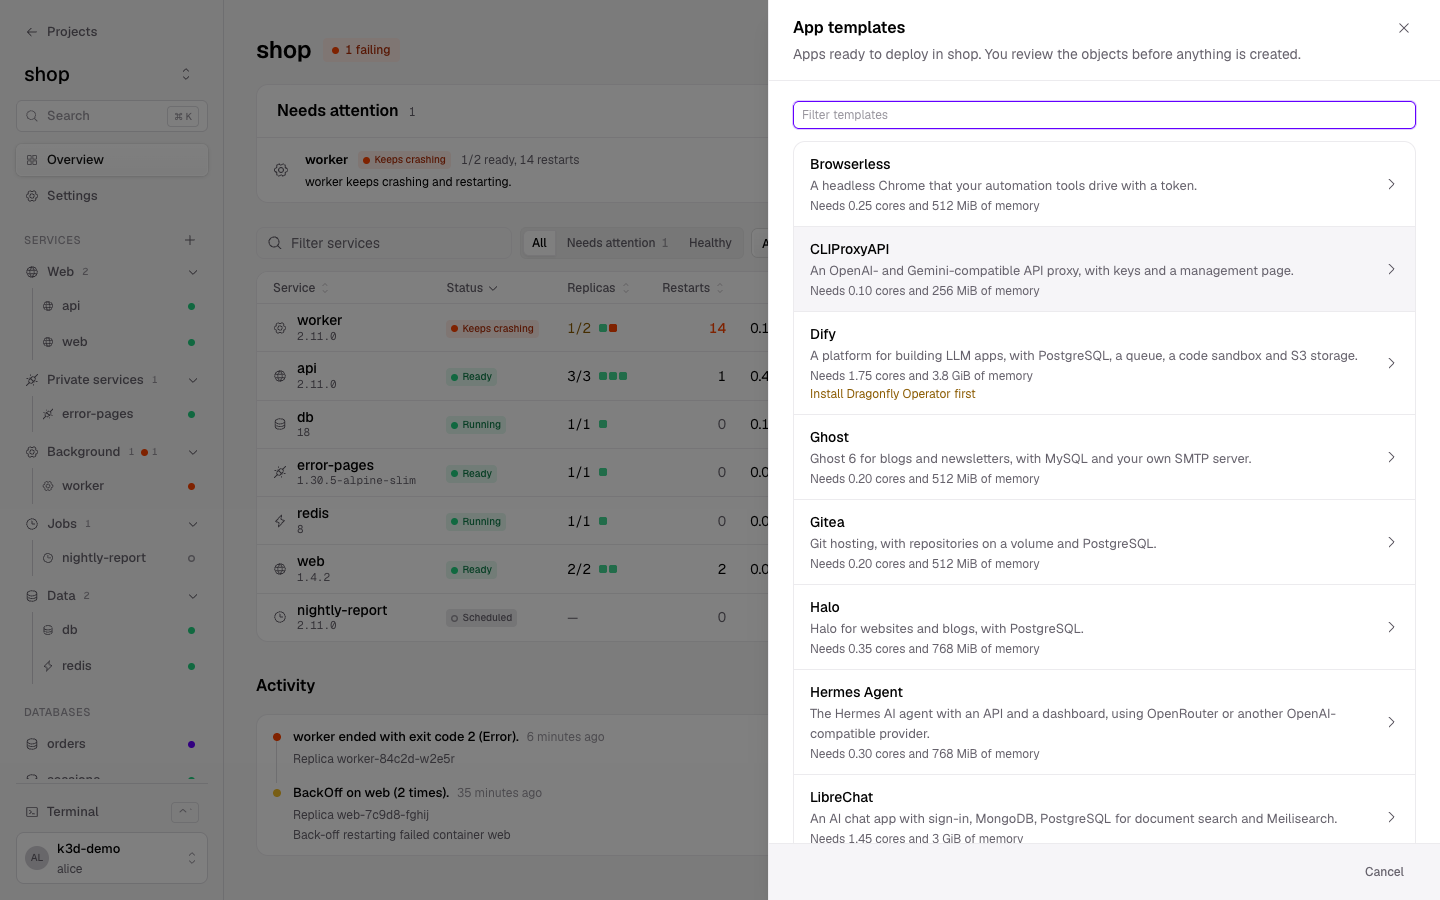 Projects
shop
Search
⌘ K
Overview
Settings
SERVICES
Web 2
api
web
Private services 1
error-pages
Background 1 1
worker
Jobs 1
nightly-report
Data 2
db
redis
DATABASES
orders
Terminal
AL
k3d-demo
alice
shop
1 failing
Needs attention 1
worker Keeps crashing 1/2 ready, 14 restarts
worker keeps crashing and restarting.
Filter services
All Needs attention 1 Healthy
Service Status Replicas Restarts
worker Keeps crashing 1/2 14 0.1
2.11.0
api Ready 3/3 1 0.4
2.11.0
db Running 1/1 0 0.1
18
error-pages Ready 1/1 0 0.0
1.30.5-alpine-slim
redis Running 1/1 0 0.0
8
web Ready 2/2 2 0.0
1.4.2
nightly-report Scheduled — 0
2.11.0
Activity
worker ended with exit code 2 (Error). 6 minutes ago
Replica worker-84c2d-w2e5r
BackOff on web (2 times). 35 minutes ago
Replica web-7c9d8-fghij
Back-off restarting failed container web
App templates
Apps ready to deploy in shop. You review the objects before anything is created.
Filter templates
Browserless
A headless Chrome that your automation tools drive with a token.
Needs 0.25 cores and 512 MiB of memory
CLIProxyAPI
An OpenAI- and Gemini-compatible API proxy, with keys and a management page.
Needs 0.10 cores and 256 MiB of memory
Dify
A platform for building LLM apps, with PostgreSQL, a queue, a code sandbox and S3 storage.
Needs 1.75 cores and 3.8 GiB of memory
Install Dragonfly Operator first
Ghost
Ghost 6 for blogs and newsletters, with MySQL and your own SMTP server.
Needs 0.20 cores and 512 MiB of memory
Gitea
Git hosting, with repositories on a volume and PostgreSQL.
Needs 0.20 cores and 512 MiB of memory
Halo
Halo for websites and blogs, with PostgreSQL.
Needs 0.35 cores and 768 MiB of memory
Hermes Agent
The Hermes AI agent with an API and a dashboard, using OpenRouter or another OpenAI-
compatible provider.
Needs 0.30 cores and 768 MiB of memory
LibreChat
An AI chat app with sign-in, MongoDB, PostgreSQL for document search and Meilisearch.
Needs 1.45 cores and 3 GiB of memory
Cancel